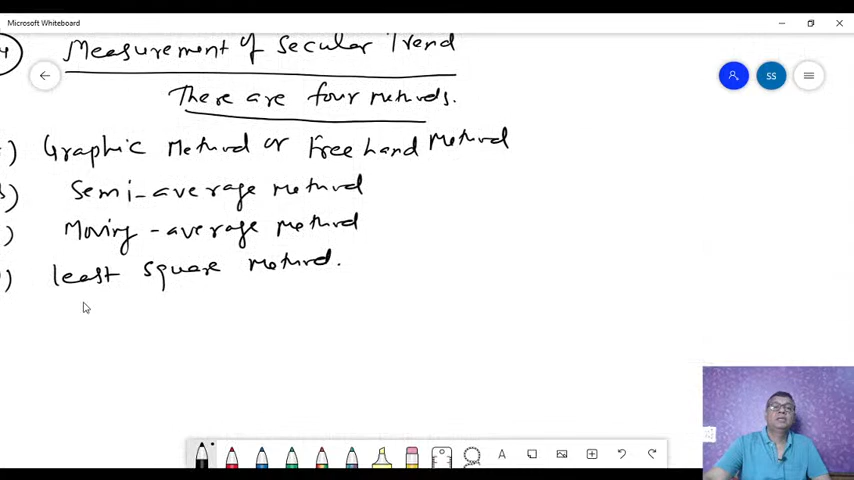 Microsoft Whiteboard
Measurement of Secular Trend
There are four methods.
) Graphic Method or Free hand Method
) Semi-average method
) Moving-average method
) least square method.
SS
A